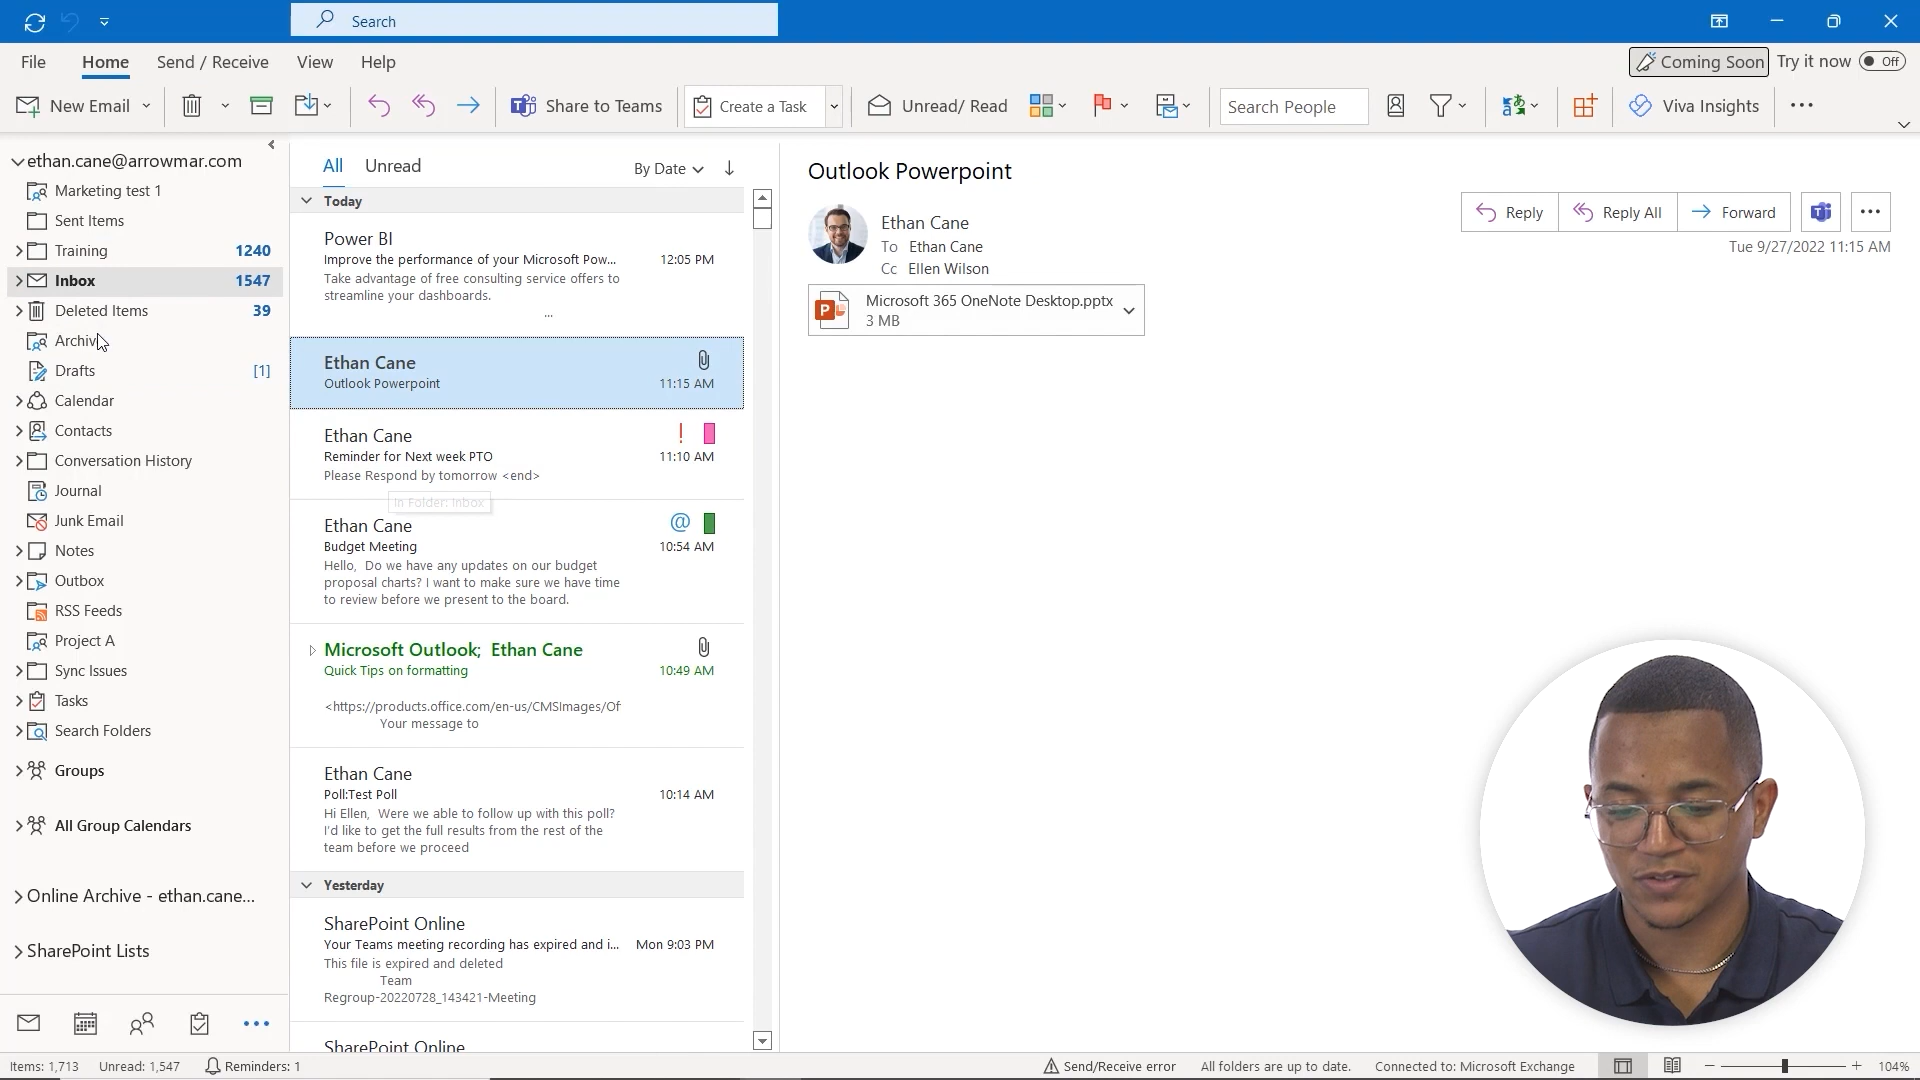 Search
File Home Send / Receive View Help Coming Soon Try it now Off
New Email Share to Teams Create a Task Unread/ Read Search People Viva Insights ...
ethan.cane@arrowmar.com
Marketing test 1
Sent Items
Training 1240
Inbox 1547
Deleted Items 39
Archiv
Drafts [1]
Calendar
Contacts
Conversation History
Journal
Junk Email
Notes
Outbox
RSS Feeds
Project A
Sync Issues
Tasks
Search Folders
Groups
All Group Calendars
Online Archive - ethan.cane...
SharePoint Lists
All Unread By Date
Today
Power BI
Improve the performance of your Microsoft Pow... 12:05 PM
Take advantage of free consulting service offers to
streamline your dashboards.
...
Ethan Cane
Outlook Powerpoint 11:15 AM
Ethan Cane !
Reminder for Next week PTO 11:10 AM
Please Respond by tomorrow <end>
In Folder: Inbox
Ethan Cane @
Budget Meeting 10:54 AM
Hello, Do we have any updates on our budget
proposal charts? I want to make sure we have time
to review before we present to the board.
Microsoft Outlook; Ethan Cane
Quick Tips on formatting 10:49 AM
<https://products.office.com/en-us/CMSImages/Of
Your message to
Ethan Cane
Poll:Test Poll 10:14 AM
Hi Ellen, Were we able to follow up with this poll?
I'd like to get the full results from the rest of the
team before we proceed
Yesterday
SharePoint Online
Your Teams meeting recording has expired and i... Mon 9:03 PM
This file is expired and deleted
Team
Regroup-20220728_143421-Meeting
SharePoint Online
Outlook Powerpoint
Ethan Cane
To Ethan Cane
Cc Ellen Wilson
Reply Reply All Forward ...
Tue 9/27/2022 11:15 AM
Microsoft 365 OneNote Desktop.pptx
3 MB
Items: 1,713 Unread: 1,547 Reminders: 1 Send/Receive error All folders are up to date. Connected to: Microsoft Exchange 104%